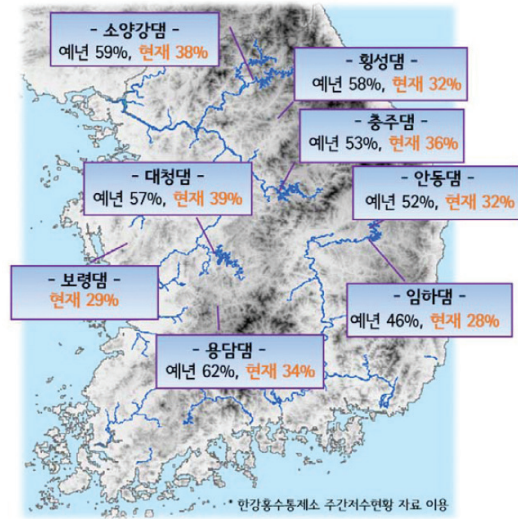 - 소양강댐 -
예년 59%, 현재 38%
- 횡성댐 -
예년 58%, 현재 32%
- 충주댐 -
예년 53%, 현재 36%
- 대청댐 -
예년 57%, 현재 39%
- 안동댐 -
예년 52%, 현재 32%
- 보령댐 -
현재 29%
- 임하댐 -
예년 46%, 현재 28%
- 용담댐 -
예년 62%, 현재 34%
* 한강홍수통제소 주간저수현황 자료 이용